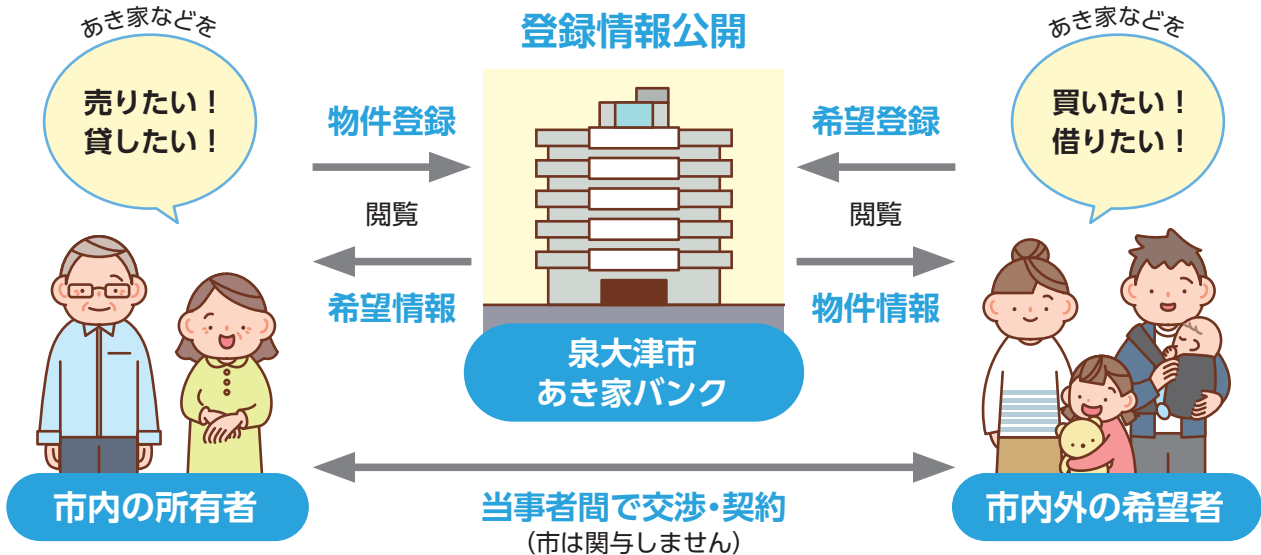 登録情報公開
あき家などを
売りたい！
貸したい！
物件登録
閲覧
希望情報
泉大津市
あき家バンク
あき家などを
買いたい！
借りたい！
希望登録
閲覧
物件情報
市内の所有者
当事者間で交渉・契約
（市は関与しません）
市内外の希望者